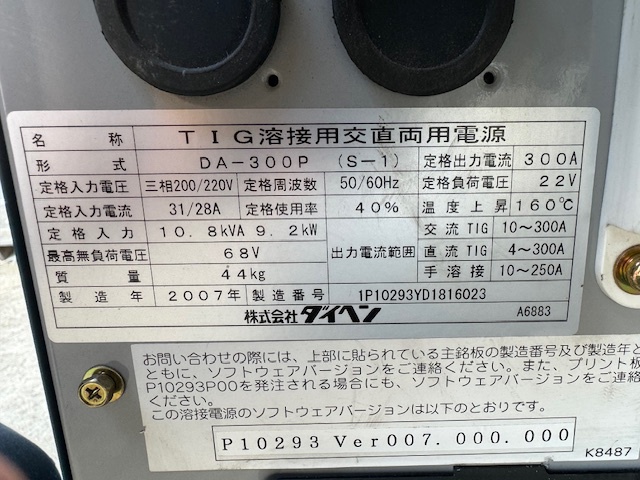 名称 TIG溶接用交直両用電源
形式 DA-300P (S-1) 定格出力電流 300A
定格入力電圧 三相200/220V 定格周波数 50/60Hz 定格負荷電圧 22V
定格入力電流 31/28A 定格使用率 40% 温度上昇 160℃
定格入力 10.8kVA 9.2kW 出力電流範囲 交流TIG 10~300A
最高無負荷電圧 68V 直流TIG 4~300A
質量 44kg 手溶接 10~250A
製造年 2007年 製造番号 1P10293YD1816023
株式会社ダイヘン A6883
お問い合わせの際には、上部に貼られている主銘板の製造番号及び製造年と
ともに、ソフトウェアバージョンをご連絡ください。また、プリント板
P10293P00を発注される場合にも、ソフトウェアバージョンをご連絡
ください。
この溶接電源のソフトウェアバージョンは以下のとおりです。
P10293 Ver007.000.000
K8487